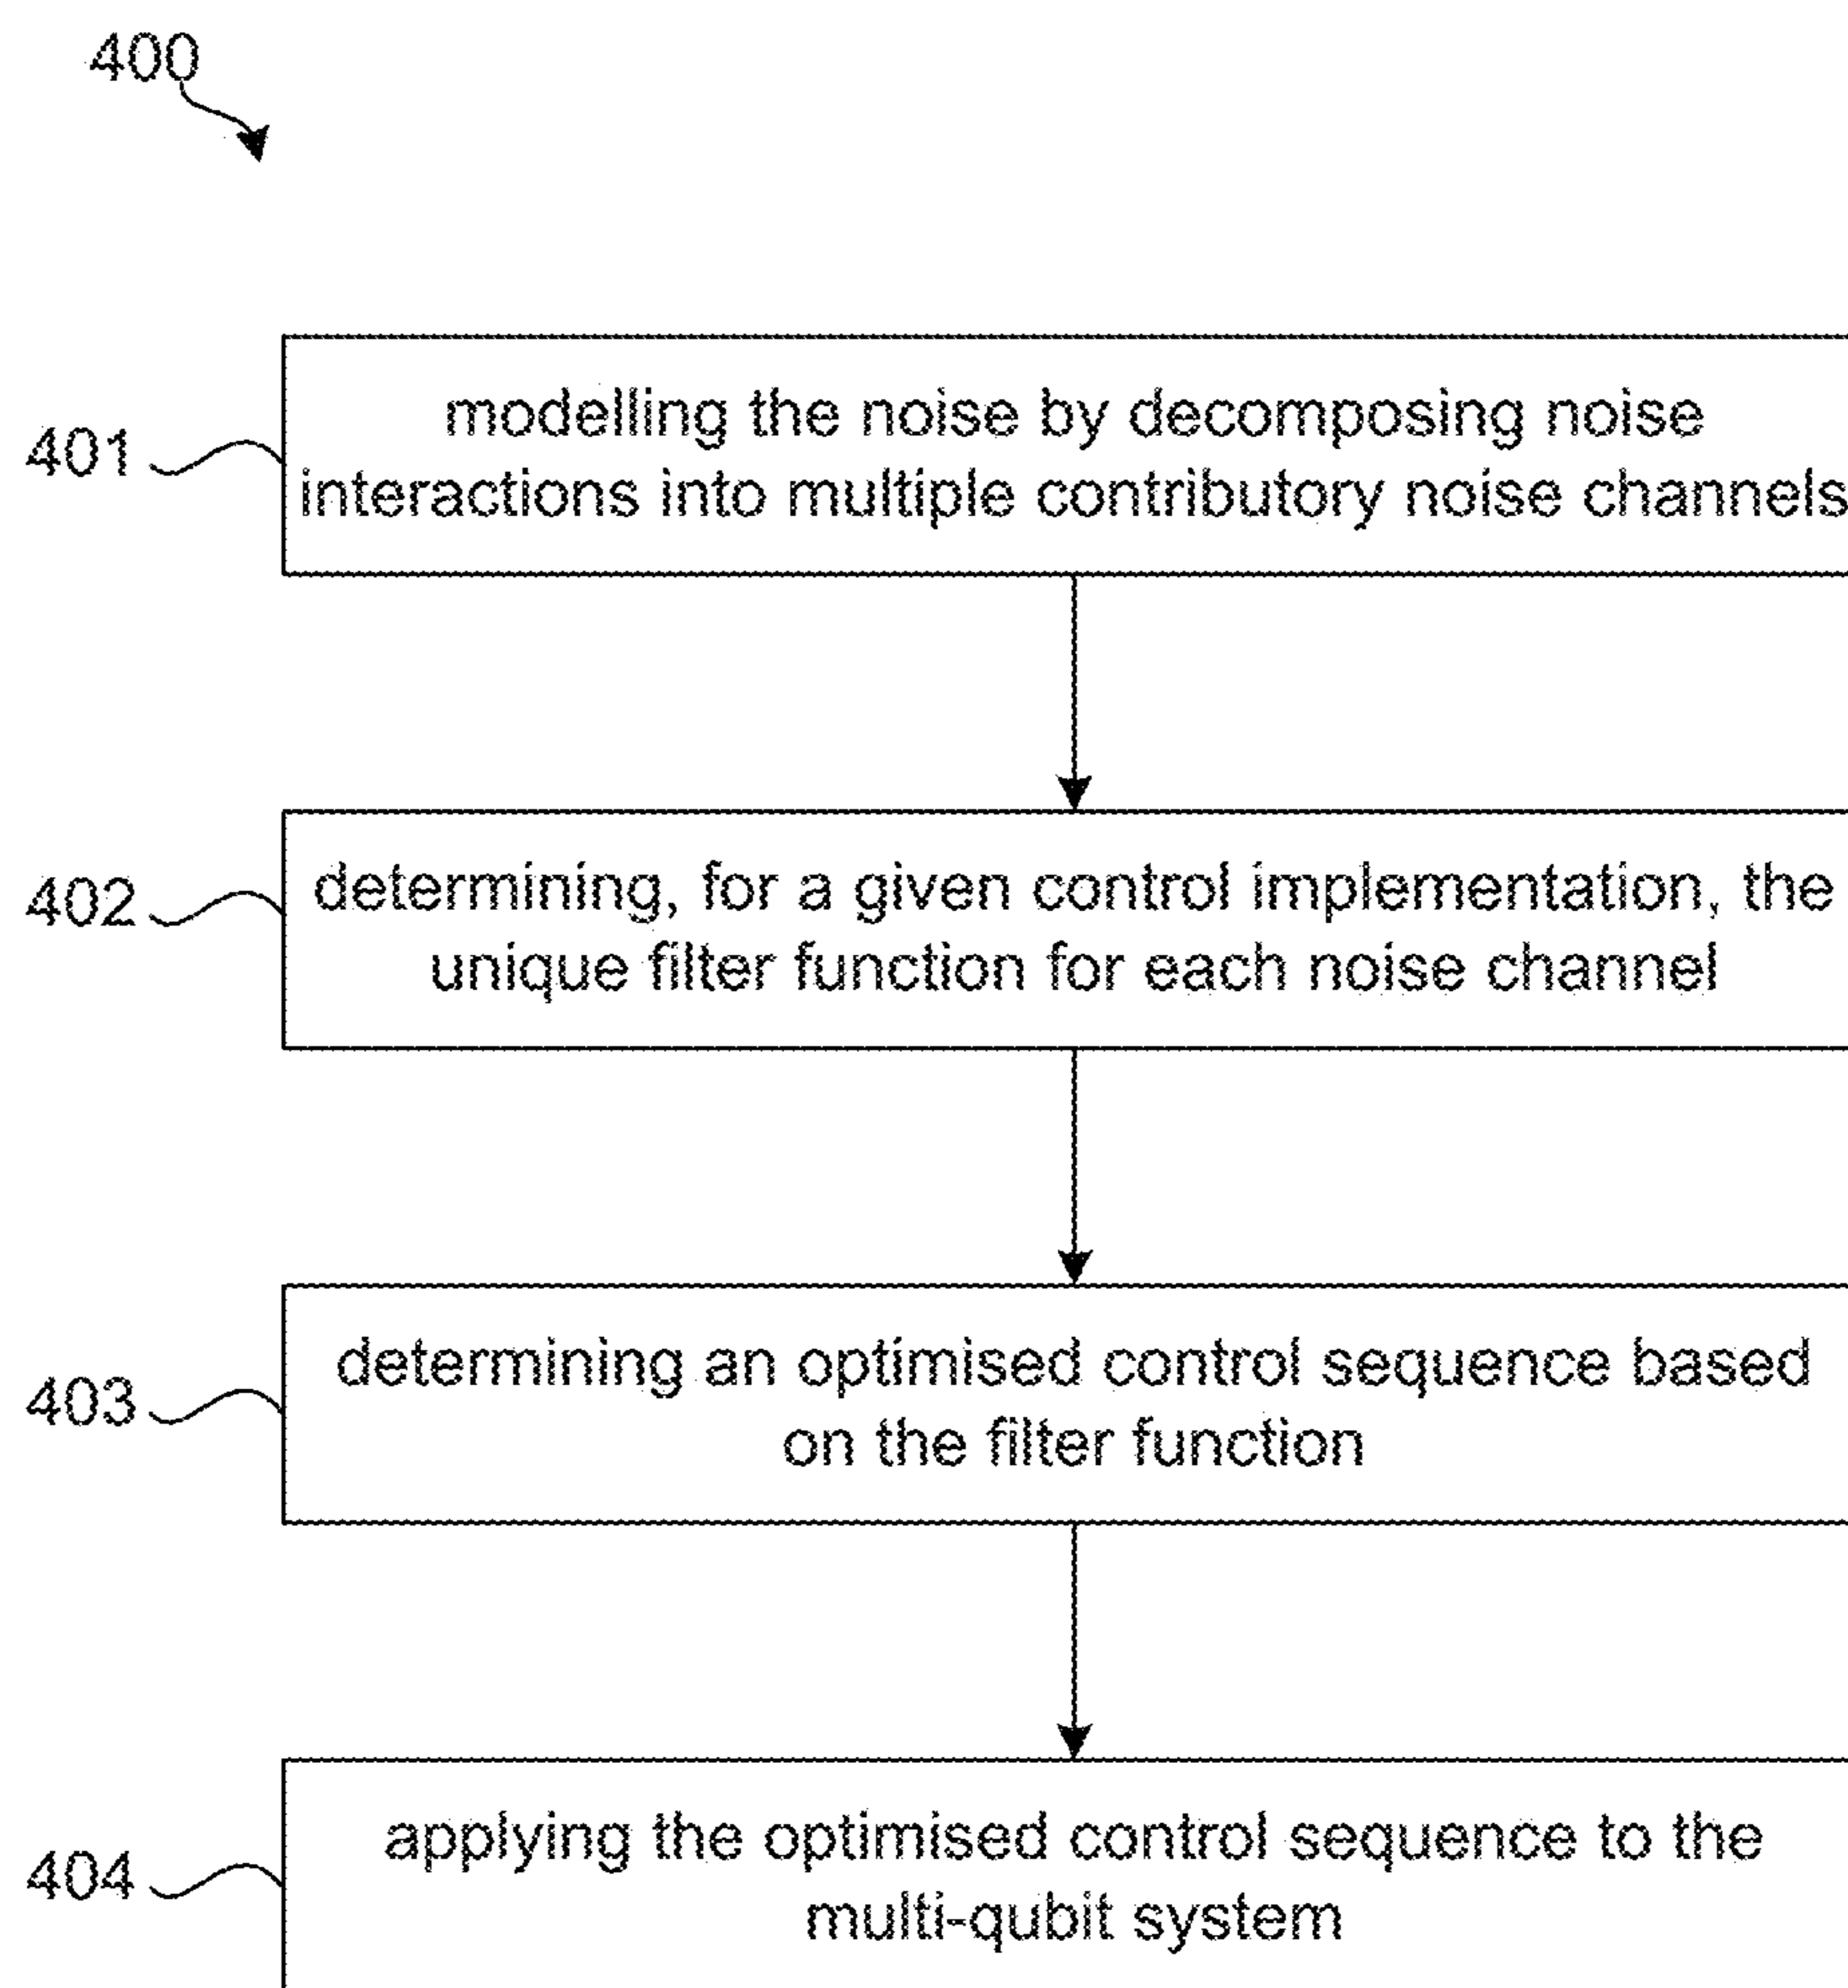 400
401
modelling the noise by decomposing noise
interactions into multiple contributory noise channels
402
determining, for a given control implementation, the
unique filter function for each noise channel
403
determining an optimised control sequence based
on the filter function
404
applying the optimised control sequence to the
multi-qubit system